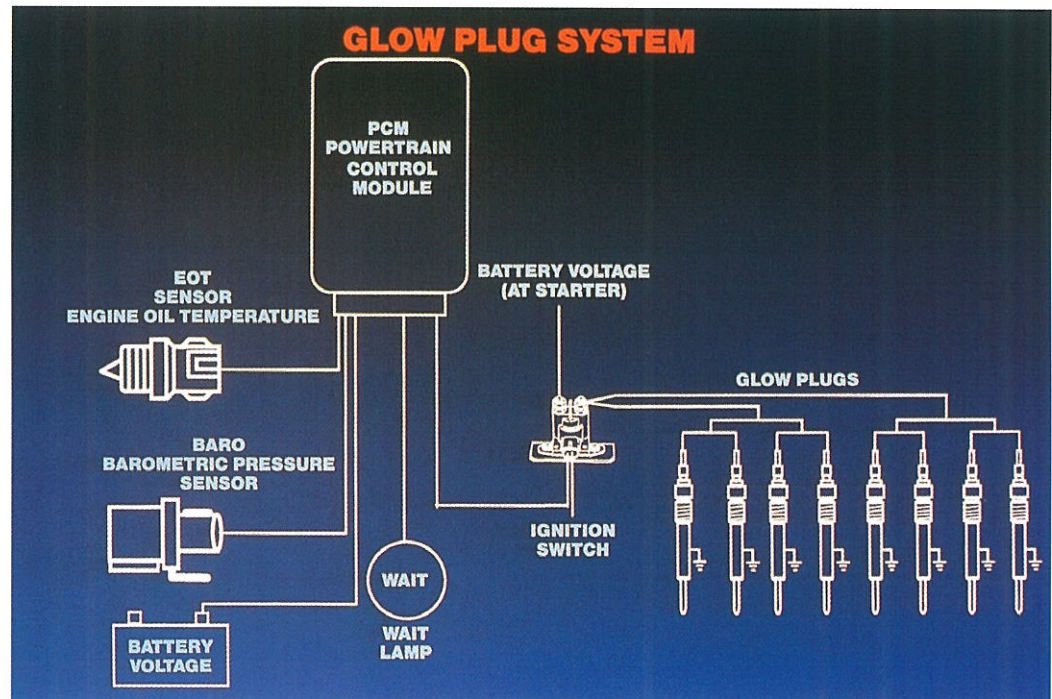 GLOW PLUG SYSTEM
PCM
POWERTRAIN
CONTROL
MODULE
EOT
SENSOR
ENGINE OIL TEMPERATURE
BATTERY VOLTAGE
(AT STARTER)
GLOW PLUGS
BARO
BAROMETRIC PRESSURE
SENSOR
IGNITION
SWITCH
WAIT
WAIT
LAMP
BATTERY
VOLTAGE